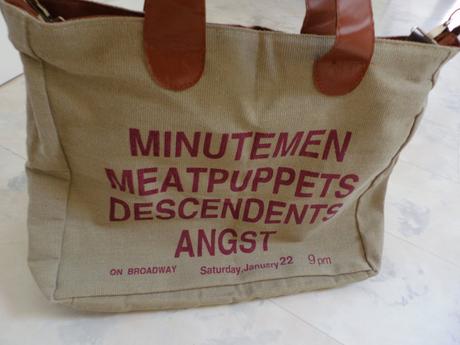 MINUTEMEN
MEATPUPPETS
DESCENDENTS
ANGST
ON BROADWAY Saturday, January 22 9 pm